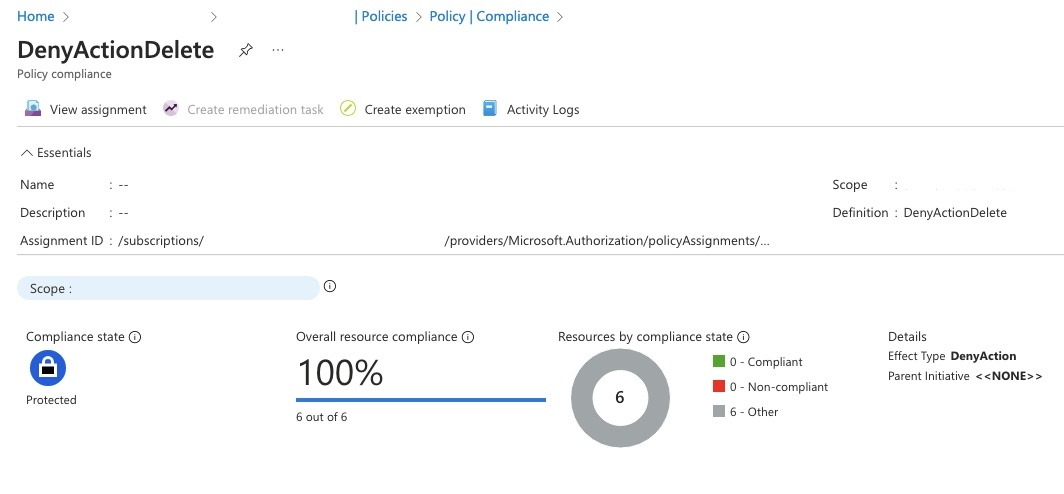 Home > > | Policies > Policy | Compliance >
DenyActionDelete ...
Policy compliance
View assignment Create remediation task Create exemption Activity Logs
Essentials
Name : -- Scope :
Description : -- Definition : DenyActionDelete
Assignment ID : /subscriptions/ /providers/Microsoft.Authorization/policyAssignments/...
Scope :
Compliance state Overall resource compliance Resources by compliance state Details
100% Effect Type DenyAction
Parent Initiative <<NONE>>
0 - Compliant
0 - Non-compliant
6
6 - Other
Protected
6 out of 6